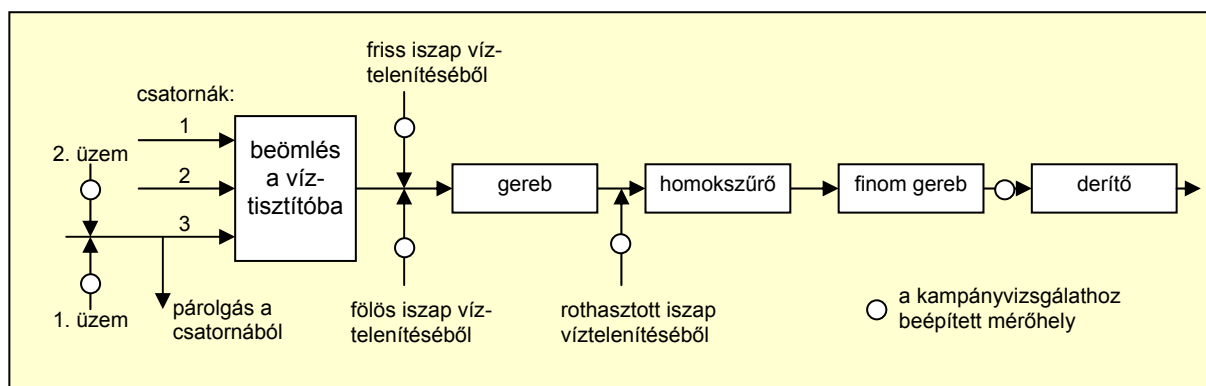 friss iszap víz-
telenítéséből
csatornák:
1
2
3
2. üzem
1. üzem
beömlés
a víz-
tisztítóba
gereb
homokszűrő
finom gereb
derítő
párolgás a
csatornából
fölös iszap víz-
telenítéséből
rothasztott iszap
víztelenítéséből
a kampányvizsgálathoz
beépített mérőhely